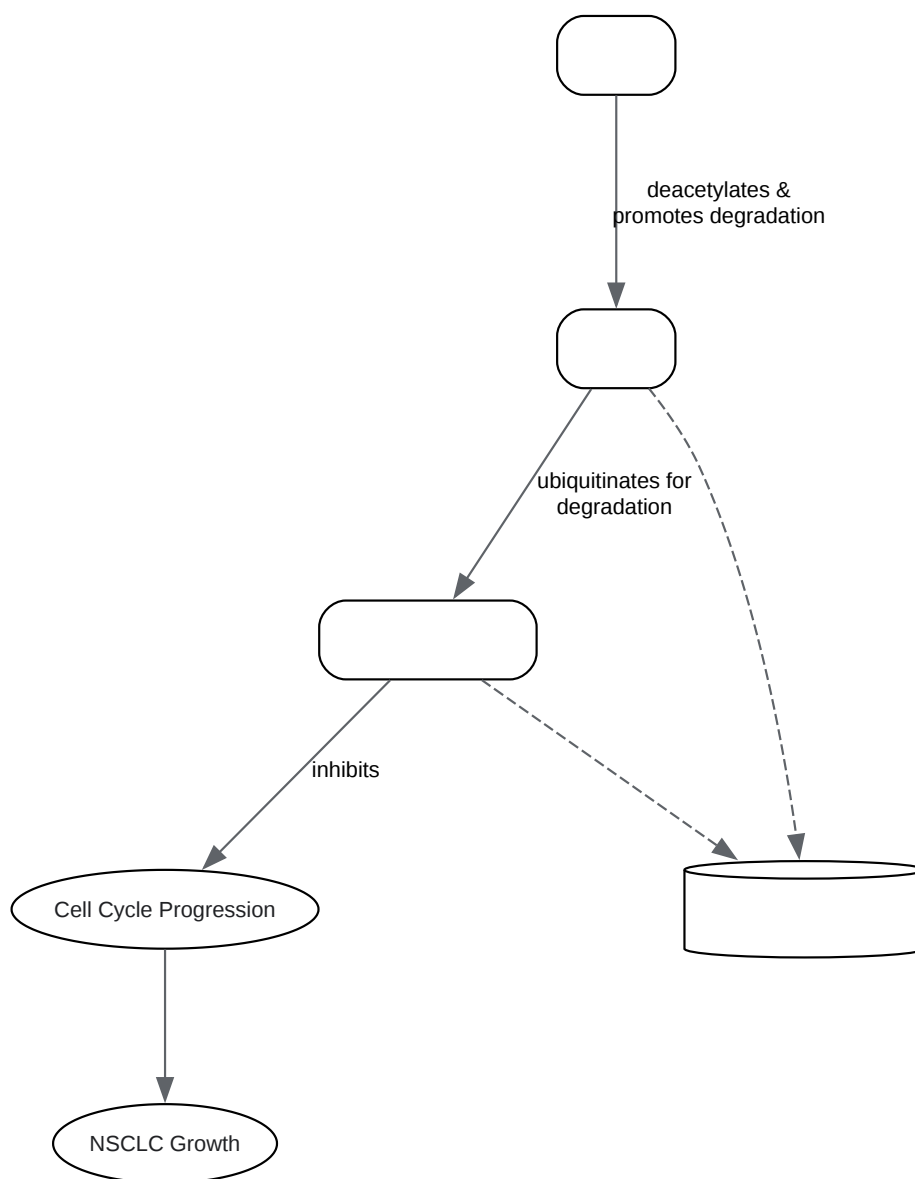 deacetylates &
promotes degradation
ubiquitinates for
degradation
inhibits
Cell Cycle Progression
NSCLC Growth